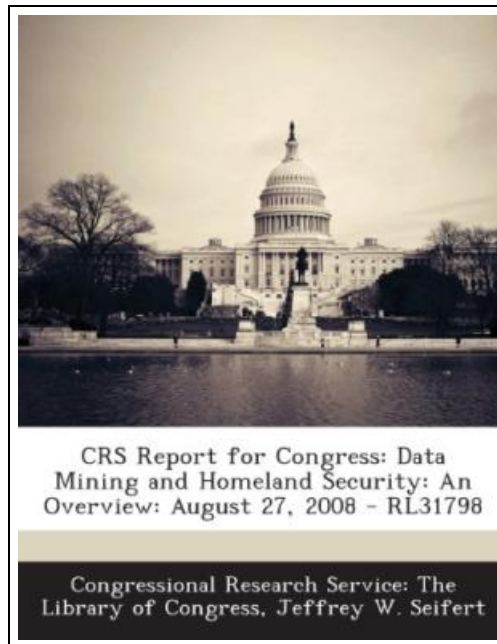 CRS Report for Congress: Data
Mining and Homeland Security: An
Overview: August 27, 2008 - RL31798
Congressional Research Service: The
Library of Congress, Jeffrey W. Seifert